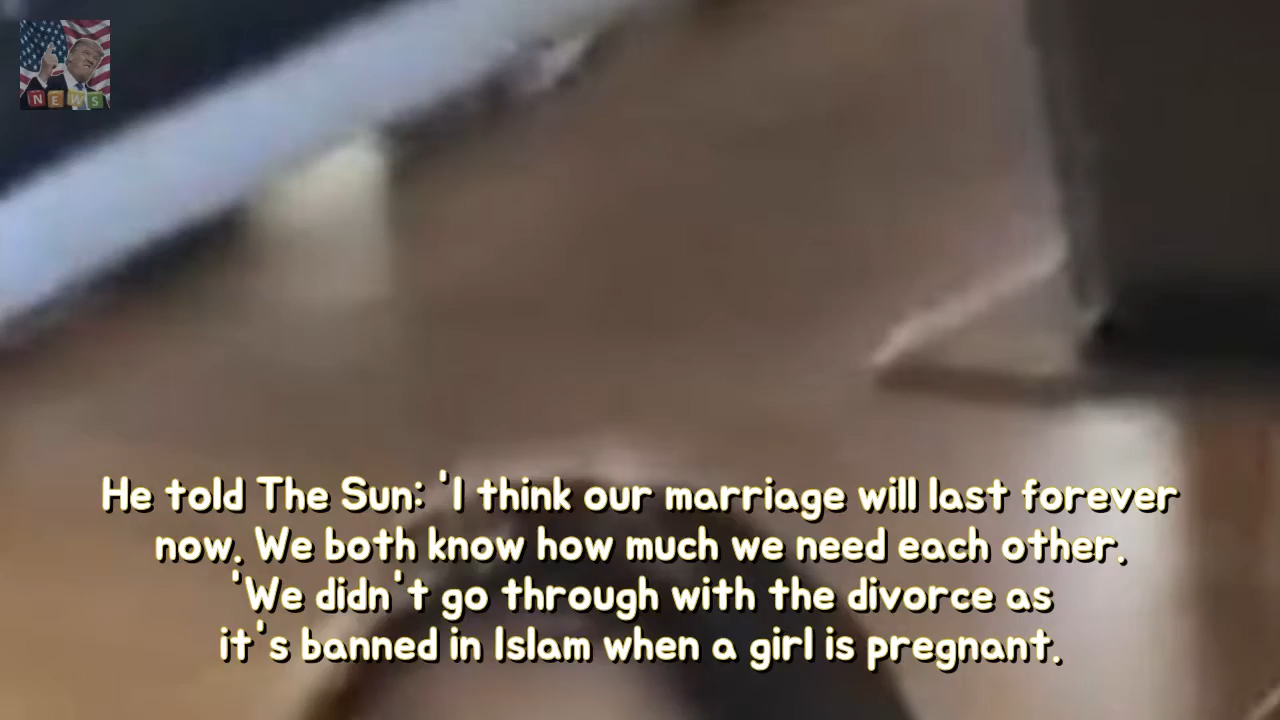 NEWS
He told The Sun: 'I think our marriage will last forever
now. We both know how much we need each other.
'We didn't go through with the divorce as
it's banned in Islam when a girl is pregnant.